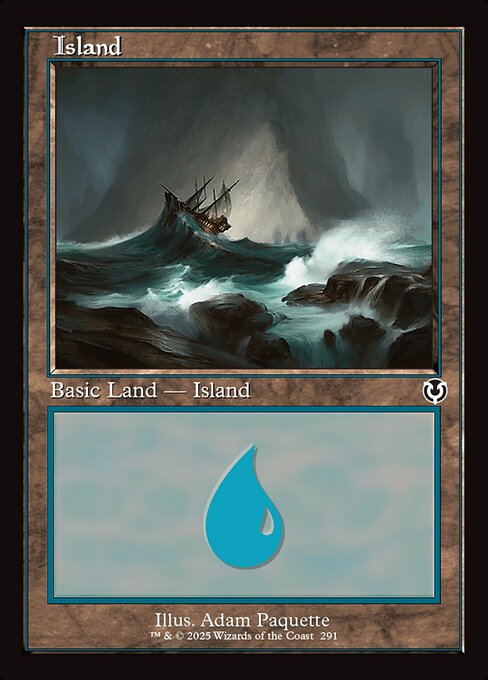 Island
Basic Land — Island
Illus. Adam Paquette
™ & © 2025 Wizards of the Coast 291